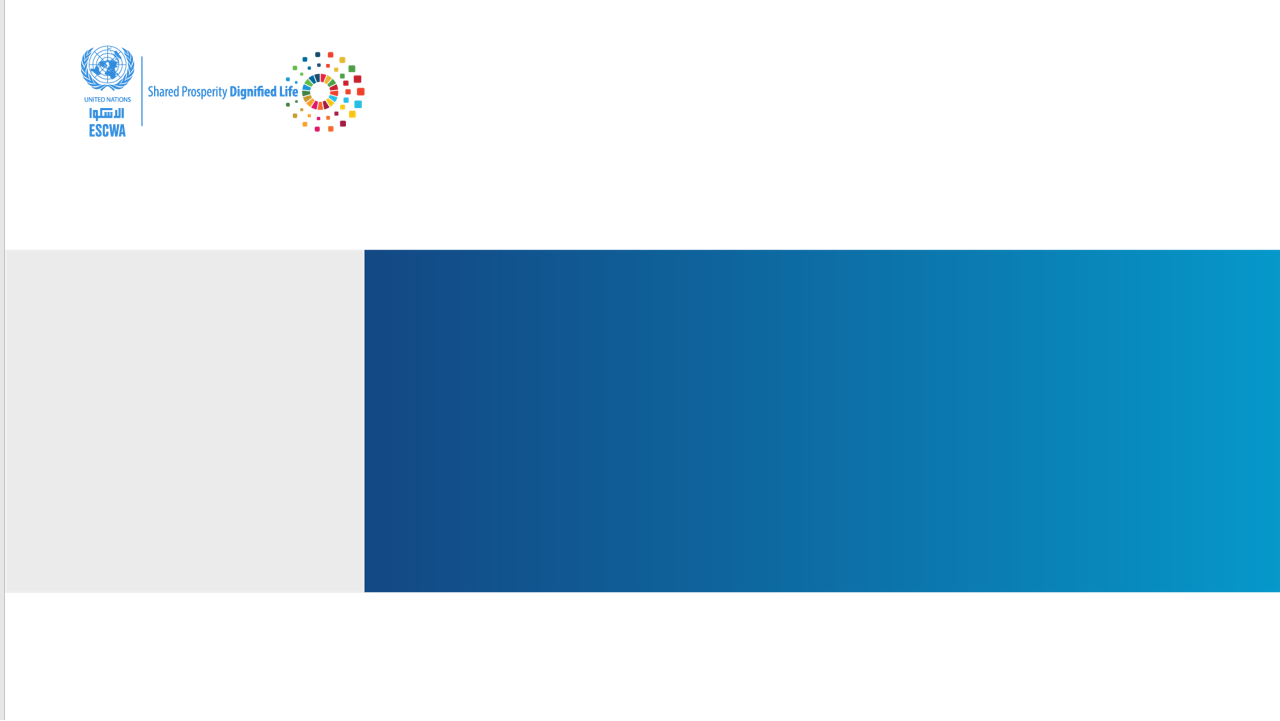 UNITED NATIONS
الاسكوا
ESCWA
Shared Prosperity Dignified Life